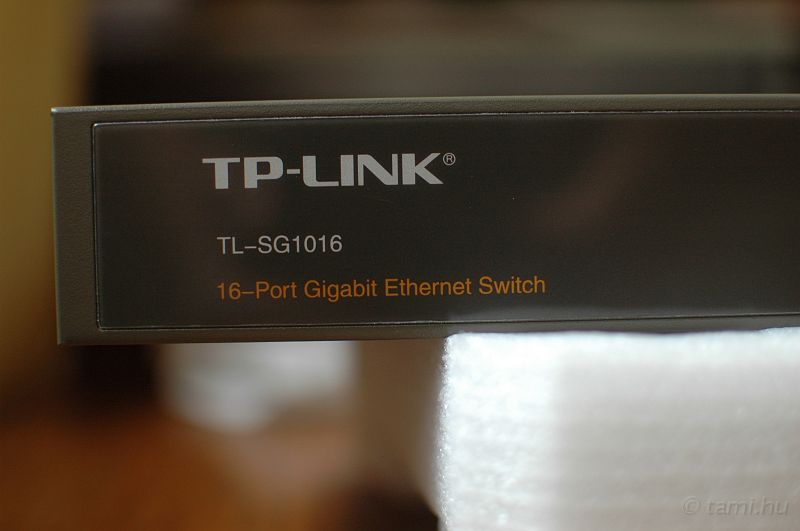 TP-LINK®
TL-SG1016
16-Port Gigabit Ethernet Switch
© tami.hu